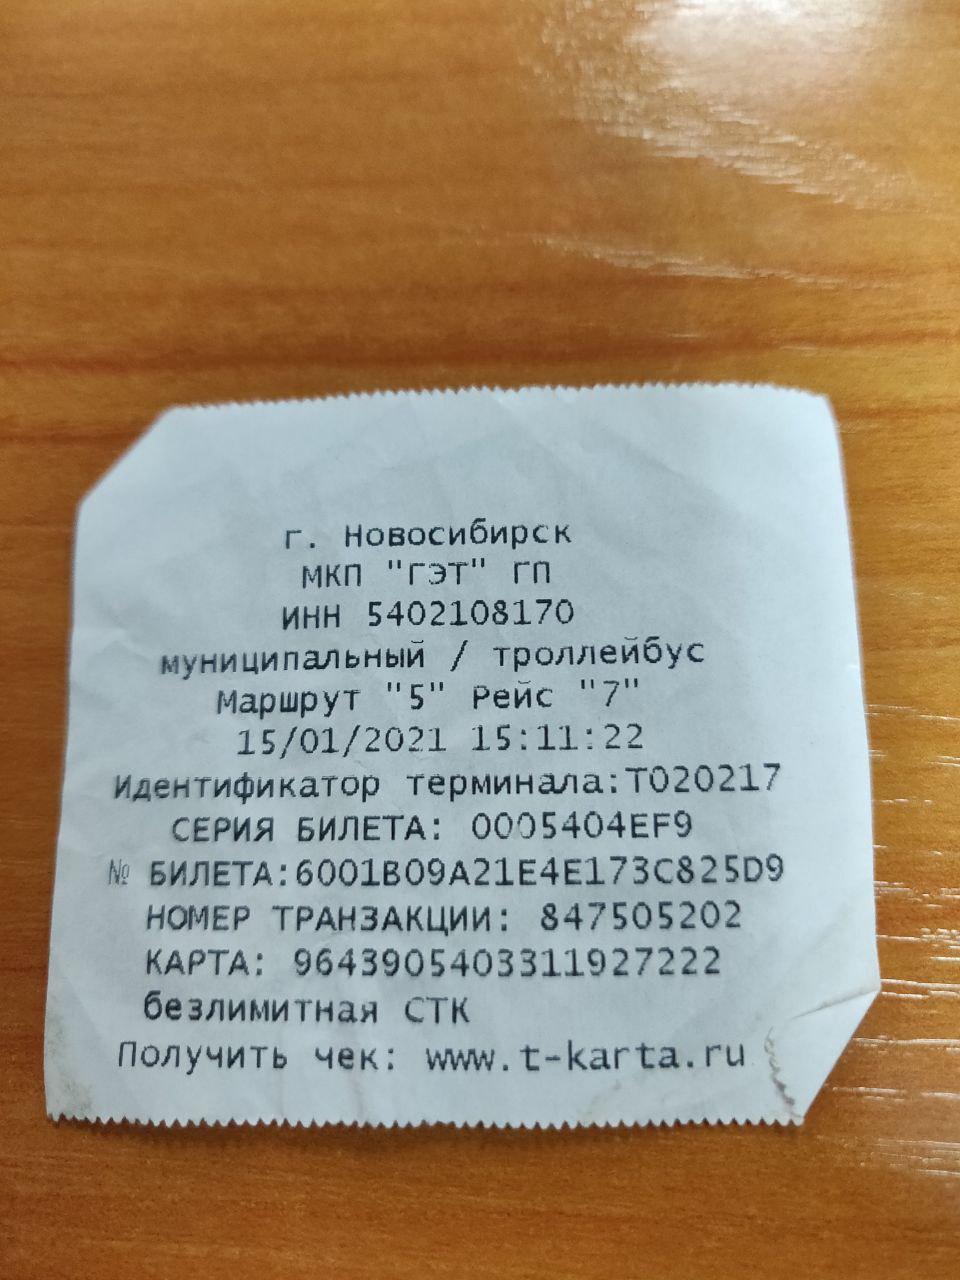 г. Новосибирск
МКП "ГЭТ" ГП
ИНН 5402108170
муниципальный / троллейбус
Маршрут "5" Рейс "7"
15/01/2021 15:11:22
Идентификатор терминала:T020217
СЕРИЯ БИЛЕТА: 0005404EF9
№ БИЛЕТА:6001B09A21E4E173C825D9
НОМЕР ТРАНЗАКЦИИ: 847505202
КАРТА: 9643905403311927222
безлимитная СТК
Получить чек: www.t-karta.ru